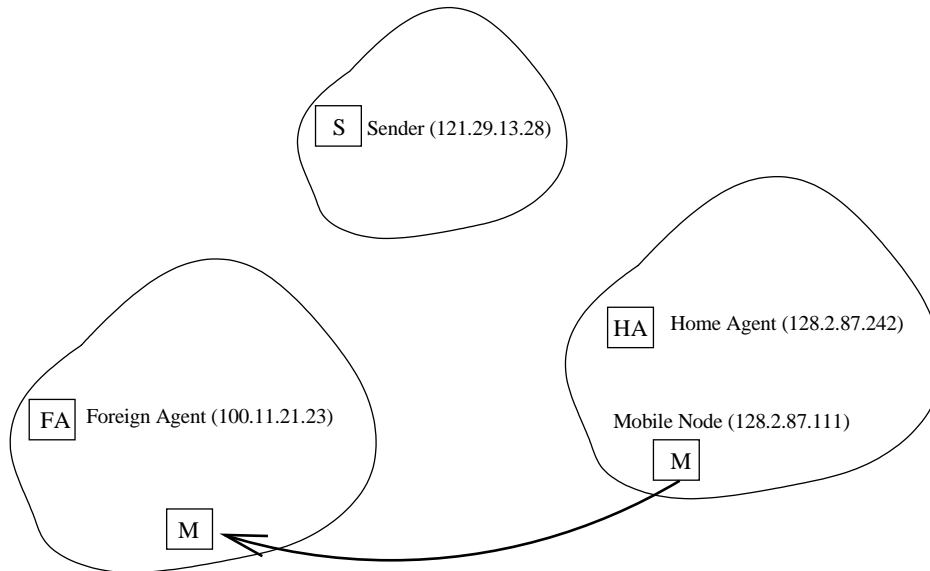 S
Sender (121.29.13.28)
HA
Home Agent (128.2.87.242)
FA
Foreign Agent (100.11.21.23)
Mobile Node (128.2.87.111)
M
M